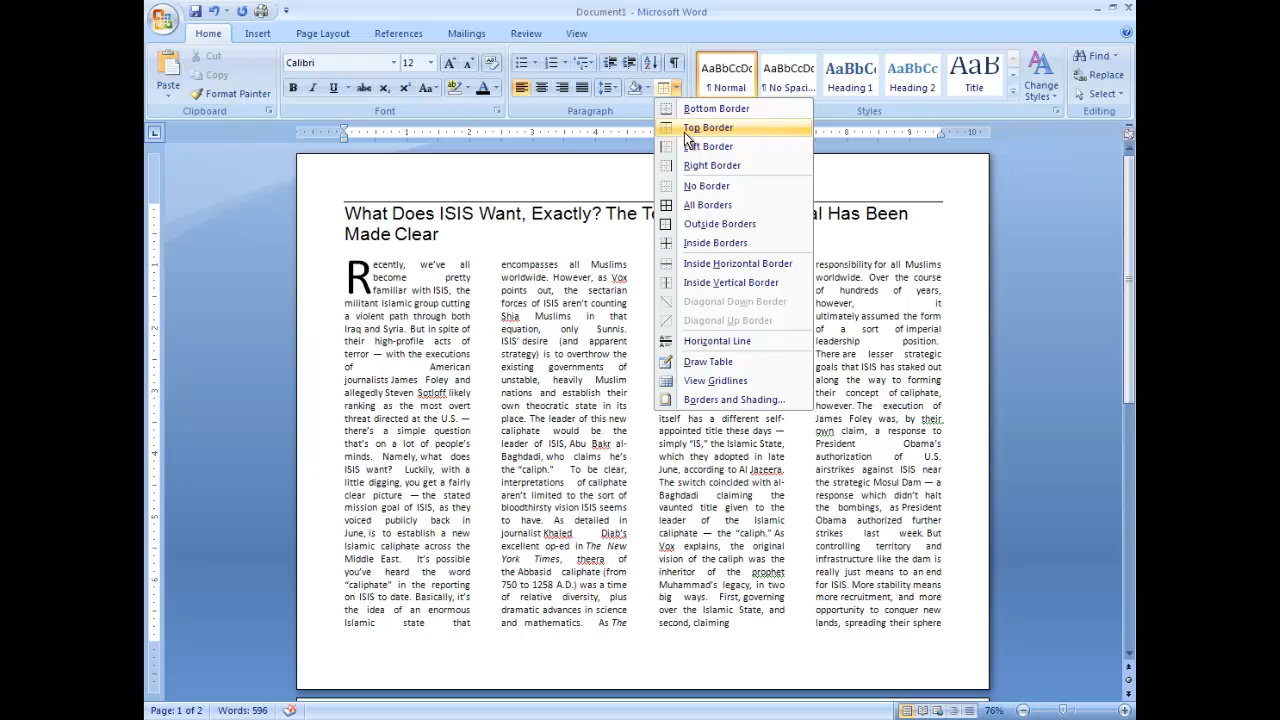 Document1 - Microsoft Word
Home Insert Page Layout References Mailings Review View
Paste
Cut
Copy
Format Painter
Clipboard
Calibri 12
B I U abc x₂ x² Aa A
Font
Paragraph
AaBbCcDc AaBbCcDc AaBbC AaBbCc AaB
¶ Normal ¶ No Spaci... Heading 1 Heading 2 Title
Change Styles
Styles
Find
Replace
Select
Editing
Bottom Border
Top Border
Left Border
Right Border
No Border
All Borders
Outside Borders
Inside Borders
Inside Horizontal Border
Inside Vertical Border
Diagonal Down Border
Diagonal Up Border
Horizontal Line
Draw Table
View Gridlines
Borders and Shading...
What Does ISIS Want, Exactly? The al Has Been
Made Clear
Recently, we've all
become pretty
familiar with ISIS, the
militant Islamic group cutting
a violent path through both
Iraq and Syria. But in spite of
their high-profile acts of
terror — with the executions
of American
journalists James Foley and
allegedly Steven Sotloff likely
ranking as the most overt
threat directed at the U.S. —
there's a simple question
that's on a lot of people's
minds. Namely, what does
ISIS want? Luckily, with a
little digging, you get a fairly
clear picture — the stated
mission goal of ISIS, as they
voiced publicly back in
June, is to establish a new
Islamic caliphate across the
Middle East. It's possible
you've heard the word
"caliphate" in the reporting
on ISIS to date. Basically, it's
the idea of an enormous
Islamic state that
encompasses all Muslims
worldwide. However, as Vox
points out, the sectarian
forces of ISIS aren't counting
Shia Muslims in that
equation, only Sunnis.
ISIS' desire (and apparent
strategy) is to overthrow the
existing governments of
unstable, heavily Muslim
nations and establish their
own theocratic state in its
place. The leader of this new
caliphate would be the
leader of ISIS, Abu Bakr al-
Baghdadi, who claims he's
the "caliph." To be clear,
interpretations of caliphate
aren't limited to the sort of
bloodthirsty vision ISIS seems
to have. As detailed in
journalist Khaled Diab's
excellent op-ed in The New
York Times, theera of
the Abbasid caliphate (from
750 to 1258 A.D.) was a time
of relative diversity, plus
dramatic advances in science
and mathematics. As The
itself has a different self-
appointed title these days —
simply "IS," the Islamic State,
which they adopted in late
June, according to Al Jazeera.
The switch coincided with al-
Baghdadi claiming the
vaunted title given to the
leader of the Islamic
caliphate — the "caliph." As
Vox explains, the original
vision of the caliph was the
inheritor of the prophet
Muhammad's legacy, in two
big ways. First, governing
over the Islamic State, and
second, claiming
responsibility for all Muslims
worldwide. Over the course
of hundreds of years,
however, it
ultimately assumed the form
of a sort of imperial
leadership position.
There are lesser strategic
goals that ISIS has staked out
along the way to forming
their concept of caliphate,
however. The execution of
James Foley was, by their
own claim, a response to
President Obama's
authorization of U.S.
airstrikes against ISIS near
the strategic Mosul Dam — a
response which didn't halt
the bombings, as President
Obama authorized further
strikes last week. But
controlling territory and
infrastructure like the dam is
really just means to an end
for ISIS. More stability means
more recruitment, and more
opportunity to conquer new
lands, spreading their sphere
Page: 1 of 2 Words: 596 76%